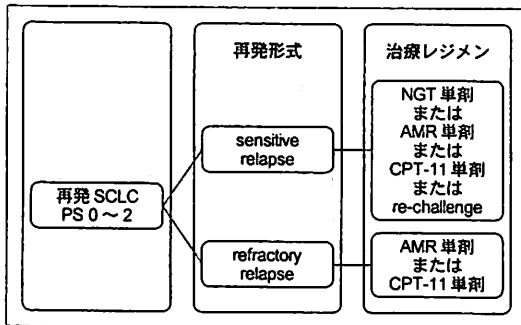 再発形式
治療レジメン
再発 SCLC
PS 0～2
sensitive
relapse
NGT 単剤
または
AMR 単剤
または
CPT-11 単剤
または
re-challenge
refractory
relapse
AMR 単剤
または
CPT-11 単剤